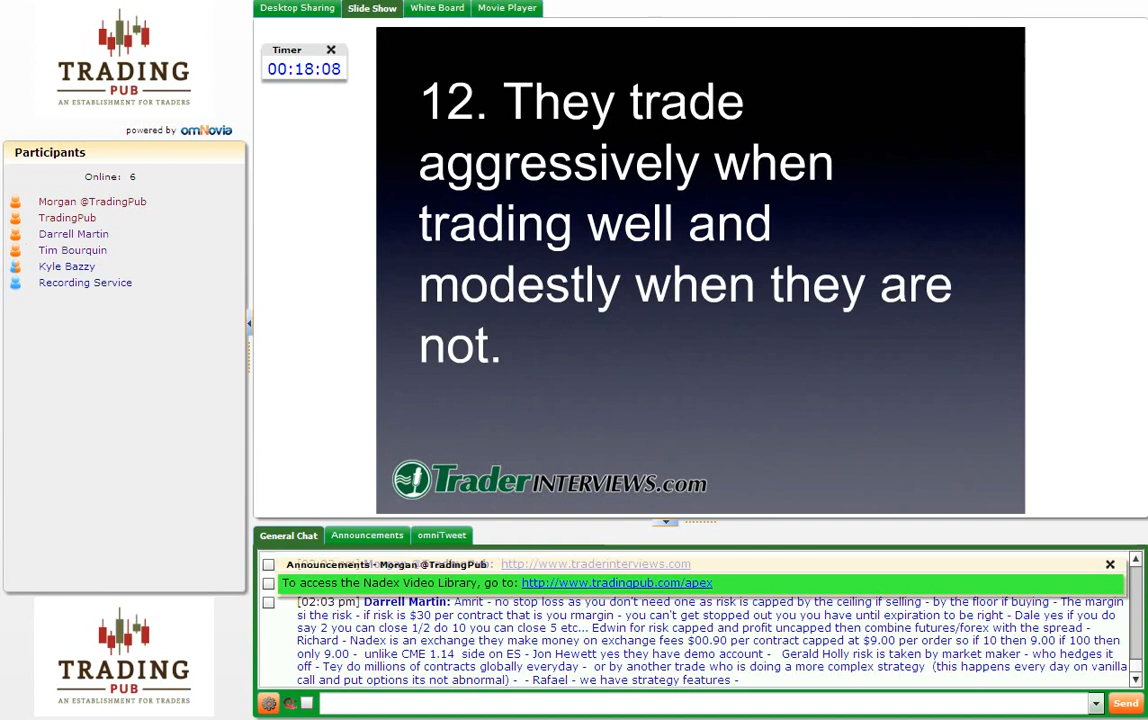 Desktop Sharing
Slide Show
White Board
Movie Player
TRADING
PUB
AN ESTABLISHMENT FOR TRADERS
powered by omNovia
Participants
Online: 6
Morgan @TradingPub
TradingPub
Darrell Martin
Tim Bourquin
Kyle Bazzy
Recording Service
TRADING
PUB
AN ESTABLISHMENT FOR TRADERS
Timer
00:18:08
12. They trade
aggressively when
trading well and
modestly when they are
not.
TraderINTERVIEWS.com
General Chat
Announcements
omniTweet
http://www.traderinterviews.com
Announcements - Morgan @TradingPub
To access the Nadex Video Library, go to: http://www.tradingpub.com/apex
[02:03 pm] Darrell Martin: Amrit - no stop loss as you don't need one as risk is capped by the ceiling if selling - by the floor if buying - The margin
si the risk - if risk is $30 per contract that is you rmargin - you can't get stopped out you you have until expiration to be right - Dale yes if you do
say 2 you can close 1/2 do 10 you can close 5 etc... Edwin for risk capped and profit uncapped then combine futures/forex with the spread -
Richard - Nadex is an exchange they make money on exchange fees $00.90 per contract capped at $9.00 per order so if 10 then 9.00 if 100 then
only 9.00 - unlike CME 1.14 side on ES - Jon Hewett yes they have demo account - Gerald Holly risk is taken by market maker - who hedges it
off - Tey do millions of contracts globally everyday - or by another trade who is doing a more complex strategy (this happens every day on vanilla
call and put options its not abnormal) - - Rafael - we have strategy features -
Send